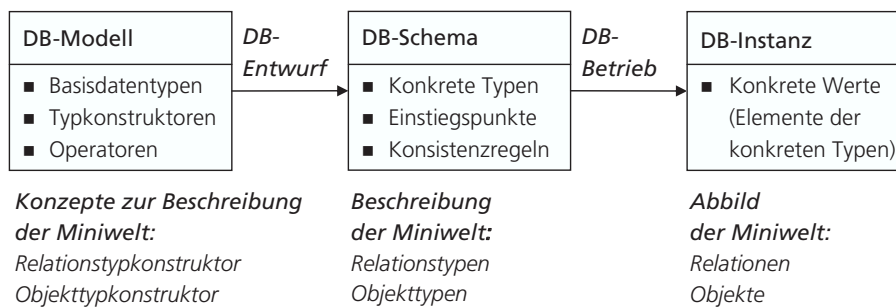 DB-Modell
■ Basisdatentypen
■ Typkonstruktoren
■ Operatoren
DB-
Entwurf
DB-Schema
■ Konkrete Typen
■ Einstiegspunkte
■ Konsistenzregeln
DB-
Betrieb
DB-Instanz
■ Konkrete Werte
(Elemente der
konkreten Typen)
Konzepte zur Beschreibung
der Miniwelt:
Relationstypkonstruktor
Objekttypkonstruktor
Beschreibung
der Miniwelt:
Relationstypen
Objekttypen
Abbild
der Miniwelt:
Relationen
Objekte